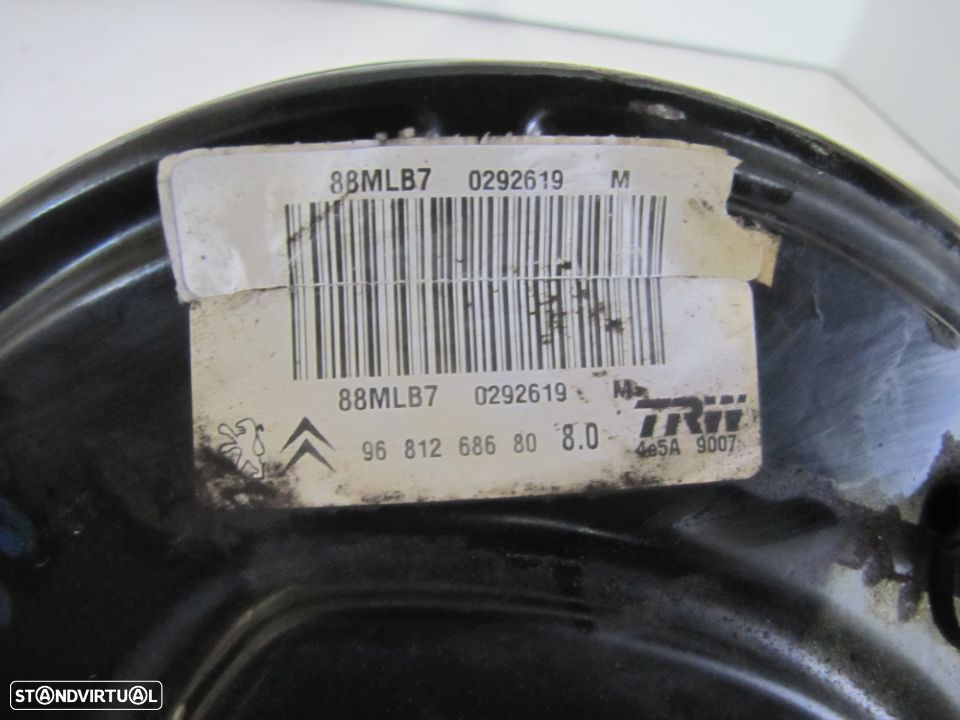 88MLB7 0292619 M
88MLB7 0292619 M
96 812 686 80 8.0 TRW
4e5A 9007
STANDVIRTUAL